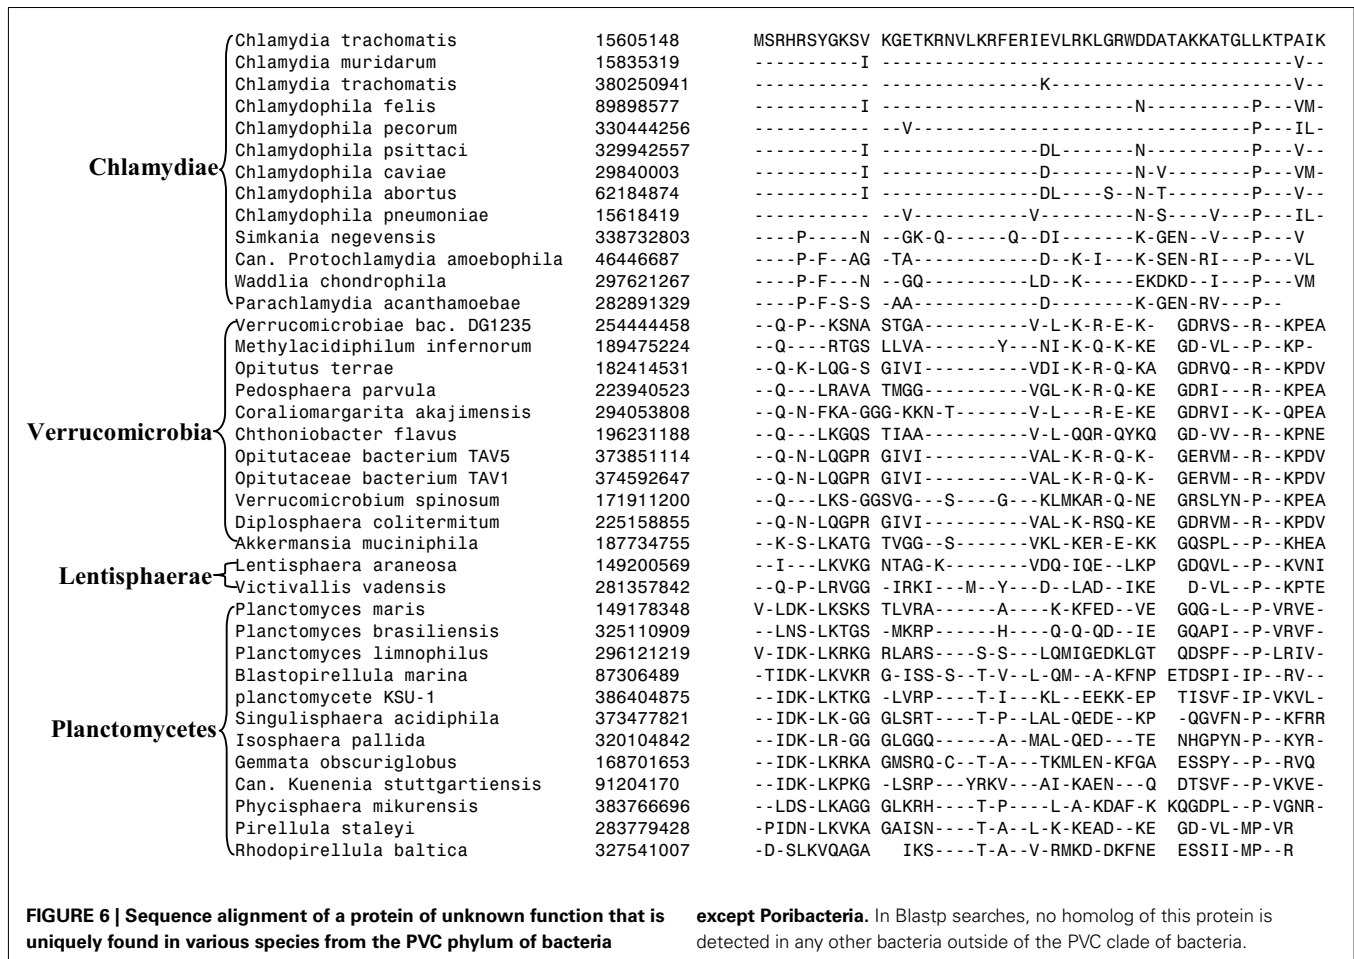 Chlamydia trachomatis 15605148 MSRHRSYGKSV KGETKRNVLKRFERIEVLRKLGRWDDATAKKATGLLKTPAIK
Chlamydia muridarum 15835319 ----------I ---------------------------------------V--
Chlamydia trachomatis 380250941 ----------- ---------------K-----------------------V--
Chlamydophila felis 89898577 ----------I ------------------------N----------P---VM-
Chlamydophila pecorum 330444256 ----------- --V--------------------------------P---IL-
Chlamydophila psittaci 329942557 ----------I ---------------DL-------N----------P---V--
Chlamydiae
Chlamydophila caviae 29840003 ----------I ---------------D--------N-V--------P---VM-
Chlamydophila abortus 62184874 ----------I ---------------DL----S--N-T--------P---V--
Chlamydophila pneumoniae 15618419 ----------- --V-----------V---------N-S----V---P---IL-
Simkania negevensis 338732803 ----P-----N --GK-Q------Q--DI-------K-GEN--V---P---V
Can. Protochlamydia amoebophila 46446687 ----P-F--AG -TA------------D--K-I---K-SEN-RI---P---VL
Waddlia chondrophila 297621267 ----P-F---N --GQ----------LD--K-----EKDKD--I---P---VM
Parachlamydia acanthamoebae 282891329 ----P-F-S-S -AA------------D--------K-GEN-RV---P--
Verrucomicrobiae bac. DG1235 254444458 --Q-P--KSNA STGA----------V-L-K-R-E-K- GDRVS--R--KPEA
Methylacidiphilum infernorum 189475224 --Q----RTGS LLVA-------Y---NI-K-Q-K-KE GD-VL--P--KP-
Opitutus terrae 182414531 --Q-K-LQG-S GIVI----------VDI-K-R-Q-KA GDRVQ--R--KPDV
Pedosphaera parvula 223940523 --Q---LRAVA TMGG----------VGL-K-R-Q-KE GDRI---R--KPEA
Coraliomargarita akajimensis 294053808 --Q-N-FKA-GGG-KKN-T-------V-L---R-E-KE GDRVI--K--QPEA
Verrucomicrobia
Chthoniobacter flavus 196231188 --Q---LKGQS TIAA----------V-L-QQR-QYKQ GD-VV--R--KPNE
Opitutaceae bacterium TAV5 373851114 --Q-N-LQGPR GIVI----------VAL-K-R-Q-K- GERVM--R--KPDV
Opitutaceae bacterium TAV1 374592647 --Q-N-LQGPR GIVI----------VAL-K-R-Q-K- GERVM--R--KPDV
Verrucomicrobium spinosum 171911200 --Q---LKS-GGSVG---S----G---KLMKAR-Q-NE GRSLYN-P--KPEA
Diplosphaera colitermitum 225158855 --Q-N-LQGPR GIVI----------VAL-K-RSQ-KE GDRVM--R--KPDV
Akkermansia muciniphila 187734755 --K-S-LKATG TVGG--S-------VKL-KER-E-KK GQSPL--P--KHEA
Lentisphaerae
Lentisphaera araneosa 149200569 --I---LKVKG NTAG-K--------VDQ-IQE--LKP GDQVL--P--KVNI
Victivallis vadensis 281357842 --Q-P-LRVGG -IRKI---M--Y---D--LAD--IKE D-VL--P--KPTE
Planctomyces maris 149178348 V-LDK-LKSKS TLVRA------A----K-KFED--VE GQG-L--P-VRVE-
Planctomyces brasiliensis 325110909 --LNS-LKTGS -MKRP------H----Q-Q-QD--IE GQAPI--P-VRVF-
Planctomyces limnophilus 296121219 V-IDK-LKRKG RLARS----S-S---LQMIGEDKLGT QDSPF--P-LRIV-
Blastopirellula marina 87306489 -TIDK-LKVKR G-ISS-S--T-V--L-QM--A-KFNP ETDSPI-IP--RV--
planctomycete KSU-1 386404875 --IDK-LKTKG -LVRP----T-I---KL--EEKK-EP TISVF-IP-VKVL-
Planctomycetes
Singulisphaera acidiphila 373477821 --IDK-LK-GG GLSRT----T-P--LAL-QEDE--KP -QGVFN-P--KFRR
Isosphaera pallida 320104842 --IDK-LR-GG GLGGQ------A--MAL-QED---TE NHGPYN-P--KYR-
Gemmata obscuriglobus 168701653 --IDK-LKRKA GMSRQ-C--T-A---TKMLEN-KFGA ESSPY--P--RVQ
Can. Kuenenia stuttgartiensis 91204170 --IDK-LKPKG -LSRP---YRKV---AI-KAEN---Q DTSVF--P-VKVE-
Phycisphaera mikurensis 383766696 --LDS-LKAGG GLKRH----T-P----L-A-KDAF-K KQGDPL--P-VGNR-
Pirellula staleyi 283779428 -PIDN-LKVKA GAISN----T-A--L-K-KEAD--KE GD-VL-MP-VR
Rhodopirellula baltica 327541007 -D-SLKVQAGA IKS----T-A--V-RMKD-DKFNE ESSII-MP--R
FIGURE 6 | Sequence alignment of a protein of unknown function that is
uniquely found in various species from the PVC phylum of bacteria
except Poribacteria. In Blastp searches, no homolog of this protein is
detected in any other bacteria outside of the PVC clade of bacteria.